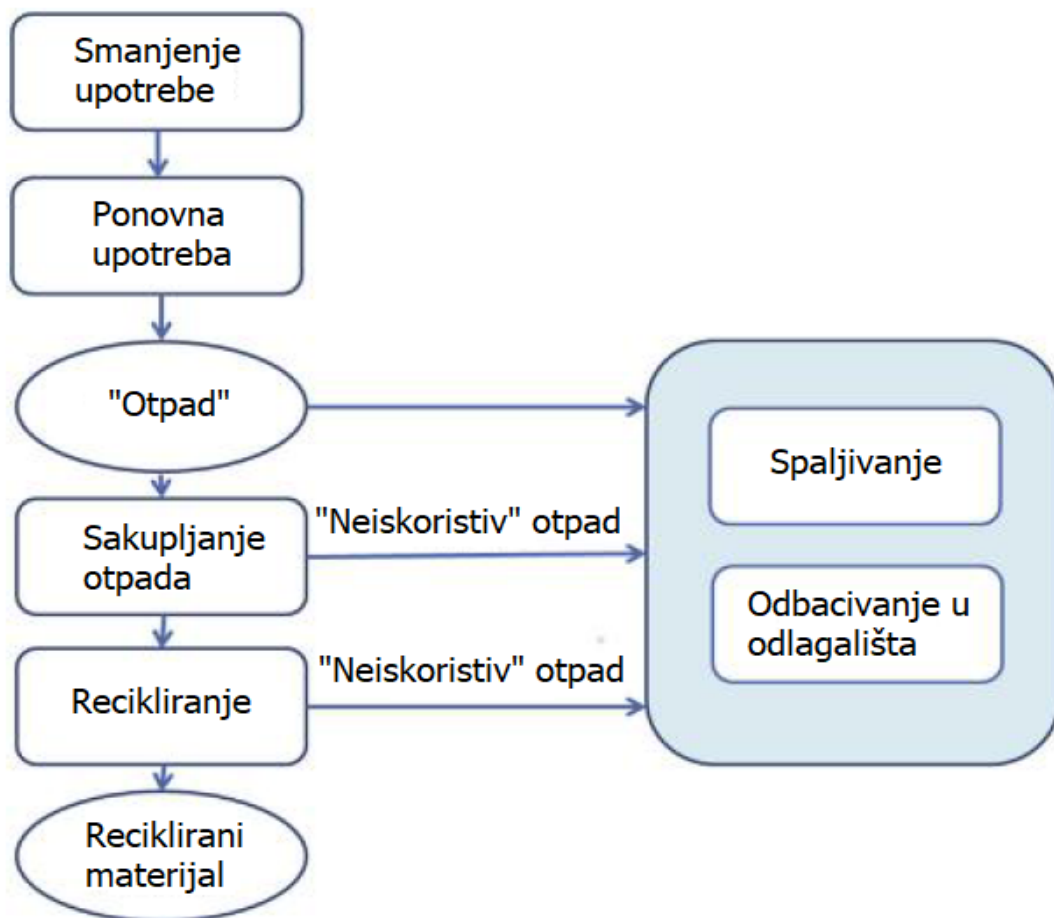 Smanjenje
upotrebe
Ponovna
upotreba
"Otpad"
Spaljivanje
"Neiskoristiv" otpad
Sakupljanje
otpada
Odbacivanje u
odlagališta
"Neiskoristiv" otpad
Recikliranje
Reciklirani
materijal